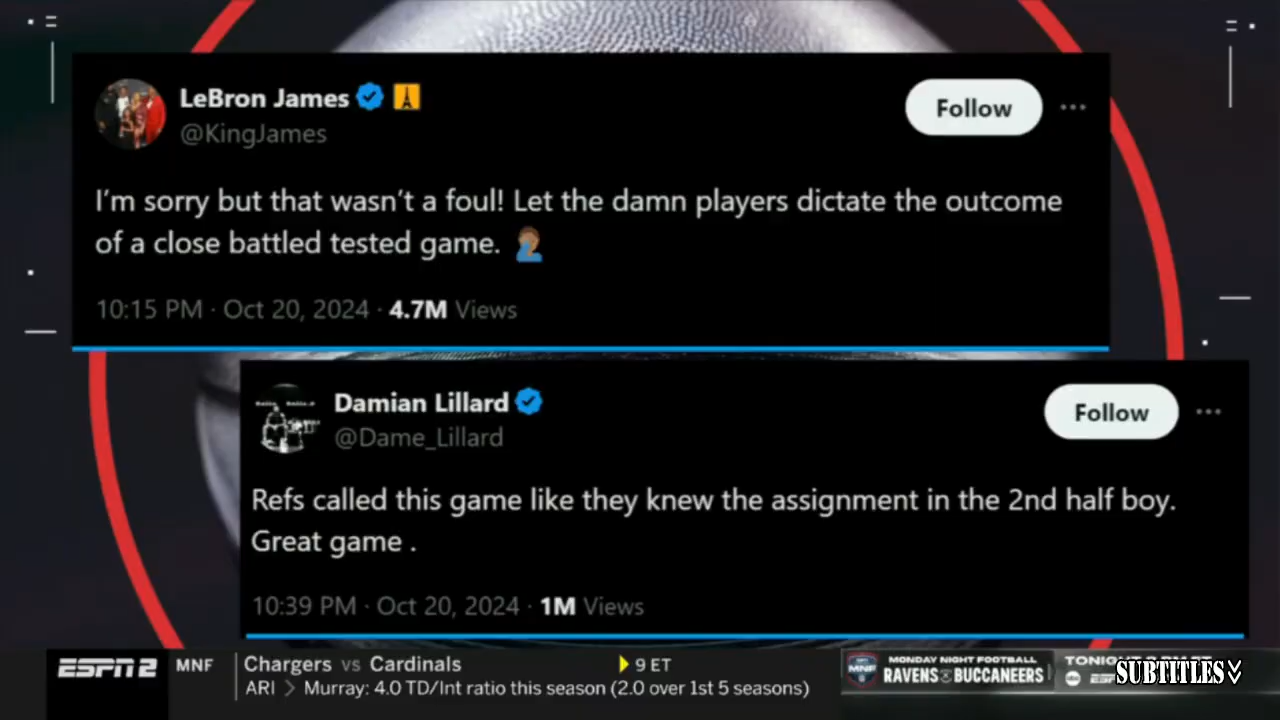 LeBron James
@KingJames
Follow
I'm sorry but that wasn't a foul! Let the damn players dictate the outcome
of a close battled tested game.
10:15 PM · Oct 20, 2024 · 4.7M Views
Damian Lillard
@Dame_Lillard
Follow
Refs called this game like they knew the assignment in the 2nd half boy.
Great game .
10:39 PM · Oct 20, 2024 · 1M Views
ESPN2
MNF
Chargers vs Cardinals
9 ET
ARI > Murray: 4.0 TD/Int ratio this season (2.0 over 1st 5 seasons)
MNF
MONDAY NIGHT FOOTBALL
RAVENS BUCCANEERS
SUBTITLES